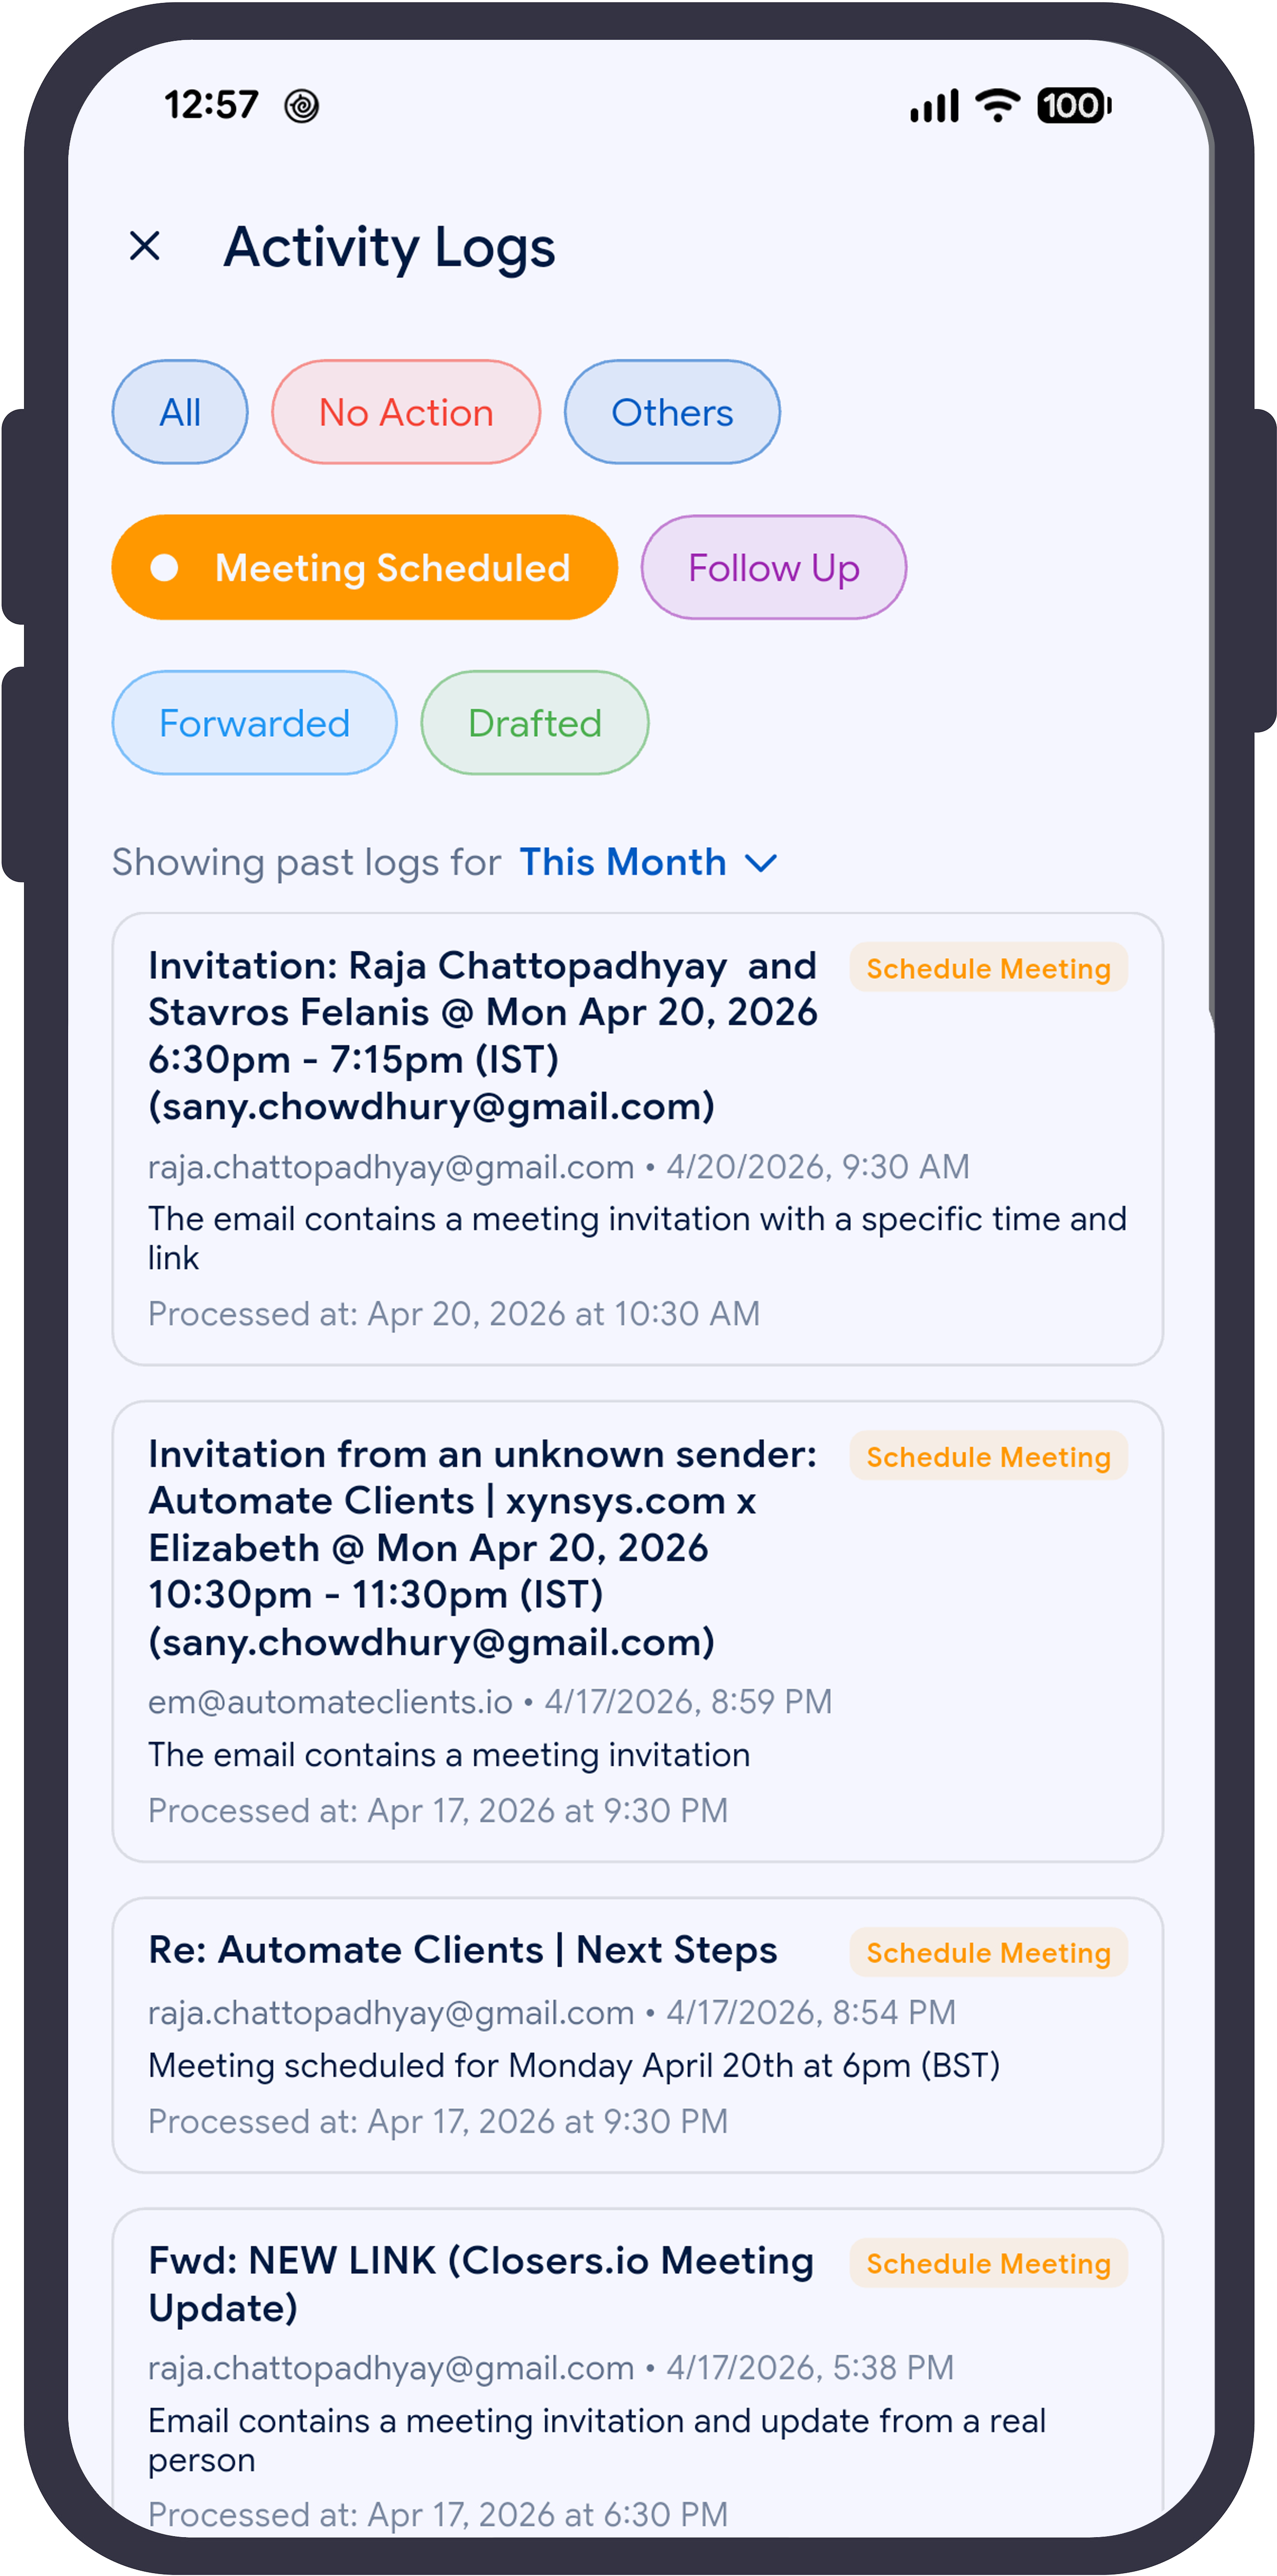 12:57
100
Activity Logs
All
No Action
Others
Meeting Scheduled
Follow Up
Forwarded
Drafted
Showing past logs for This Month
Invitation: Raja Chattopadhyay  and
Stavros Felanis @ Mon Apr 20, 2026
6:30pm - 7:15pm (IST)
(sany.chowdhury@gmail.com)
Schedule Meeting
raja.chattopadhyay@gmail.com • 4/20/2026, 9:30 AM
The email contains a meeting invitation with a specific time and
link
Processed at: Apr 20, 2026 at 10:30 AM
Invitation from an unknown sender:
Automate Clients | xynsys.com x
Elizabeth @ Mon Apr 20, 2026
10:30pm - 11:30pm (IST)
(sany.chowdhury@gmail.com)
Schedule Meeting
em@automateclients.io • 4/17/2026, 8:59 PM
The email contains a meeting invitation
Processed at: Apr 17, 2026 at 9:30 PM
Re: Automate Clients | Next Steps
Schedule Meeting
raja.chattopadhyay@gmail.com • 4/17/2026, 8:54 PM
Meeting scheduled for Monday April 20th at 6pm (BST)
Processed at: Apr 17, 2026 at 9:30 PM
Fwd: NEW LINK (Closers.io Meeting
Update)
Schedule Meeting
raja.chattopadhyay@gmail.com • 4/17/2026, 5:38 PM
Email contains a meeting invitation and update from a real
person
Processed at: Apr 17, 2026 at 6:30 PM